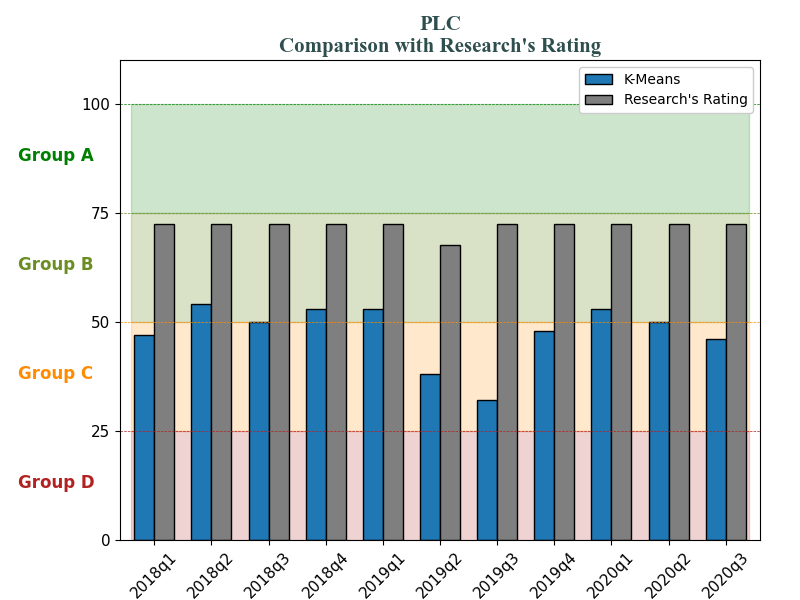 PLC
Comparison with Research's Rating
K-Means
Research's Rating
100
Group A
75
Group B
50
Group C
25
Group D
0
2018q1
2018q2
2018q3
2018q4
2019q1
2019q2
2019q3
2019q4
2020q1
2020q2
2020q3